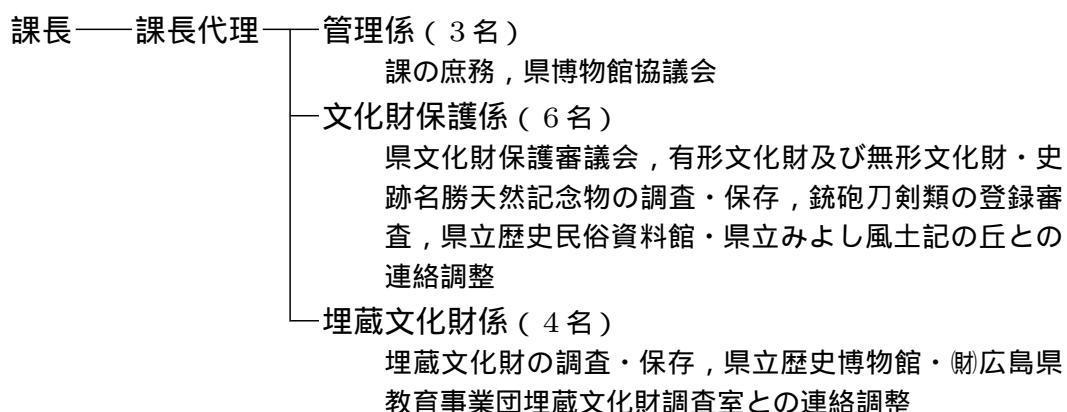 課長――課長代理――管理係(3名)
課の庶務,県博物館協議会
文化財保護係(6名)
県文化財保護審議会,有形文化財及び無形文化財・史
跡名勝天然記念物の調査・保存,銃砲刀剣類の登録審
査,県立歴史民俗資料館・県立みよし風土記の丘との
連絡調整
埋蔵文化財係(4名)
埋蔵文化財の調査・保存,県立歴史博物館・㈶広島県
教育事業団埋蔵文化財調査室との連絡調整